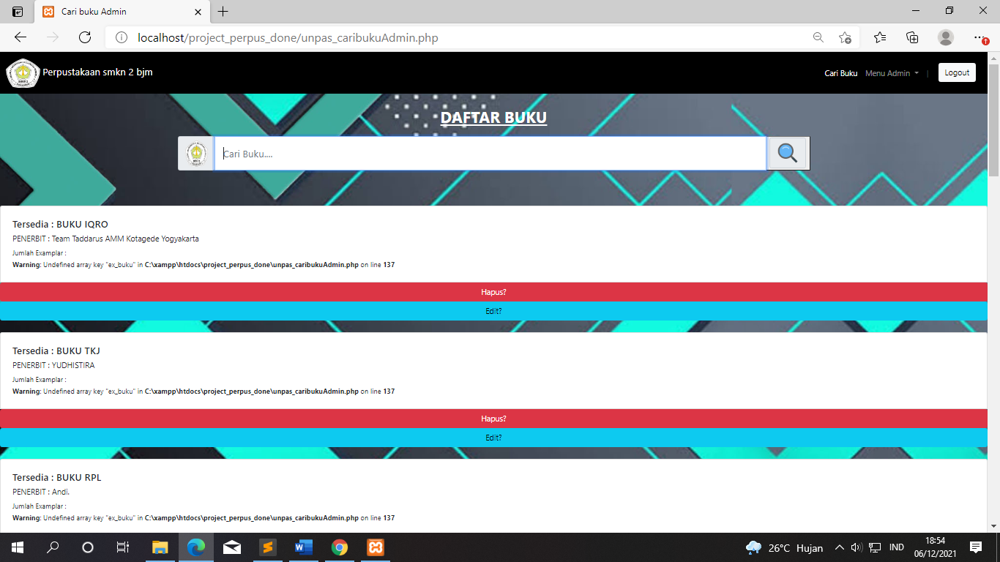 Cari buku Admin
localhost/project_perpus_done/unpas_caribukuAdmin.php
Perpustakaan smkn 2 bjm
Cari Buku Menu Admin | Logout
DAFTAR BUKU
Cari Buku....
Tersedia : BUKU IQRO
PENERBIT : Team Taddarus AMM Kotagede Yogyakarta
Jumlah Examplar :
Warning: Undefined array key "ex_buku" in C:\xampp\htdocs\project_perpus_done\unpas_caribukuAdmin.php on line 137
Hapus?
Edit?
Tersedia : BUKU TKJ
PENERBIT : YUDHISTIRA
Jumlah Examplar :
Warning: Undefined array key "ex_buku" in C:\xampp\htdocs\project_perpus_done\unpas_caribukuAdmin.php on line 137
Hapus?
Edit?
Tersedia : BUKU RPL
PENERBIT : Andi.
Jumlah Examplar :
Warning: Undefined array key "ex_buku" in C:\xampp\htdocs\project_perpus_done\unpas_caribukuAdmin.php on line 137
26°C Hujan
IND
18:54
06/12/2021